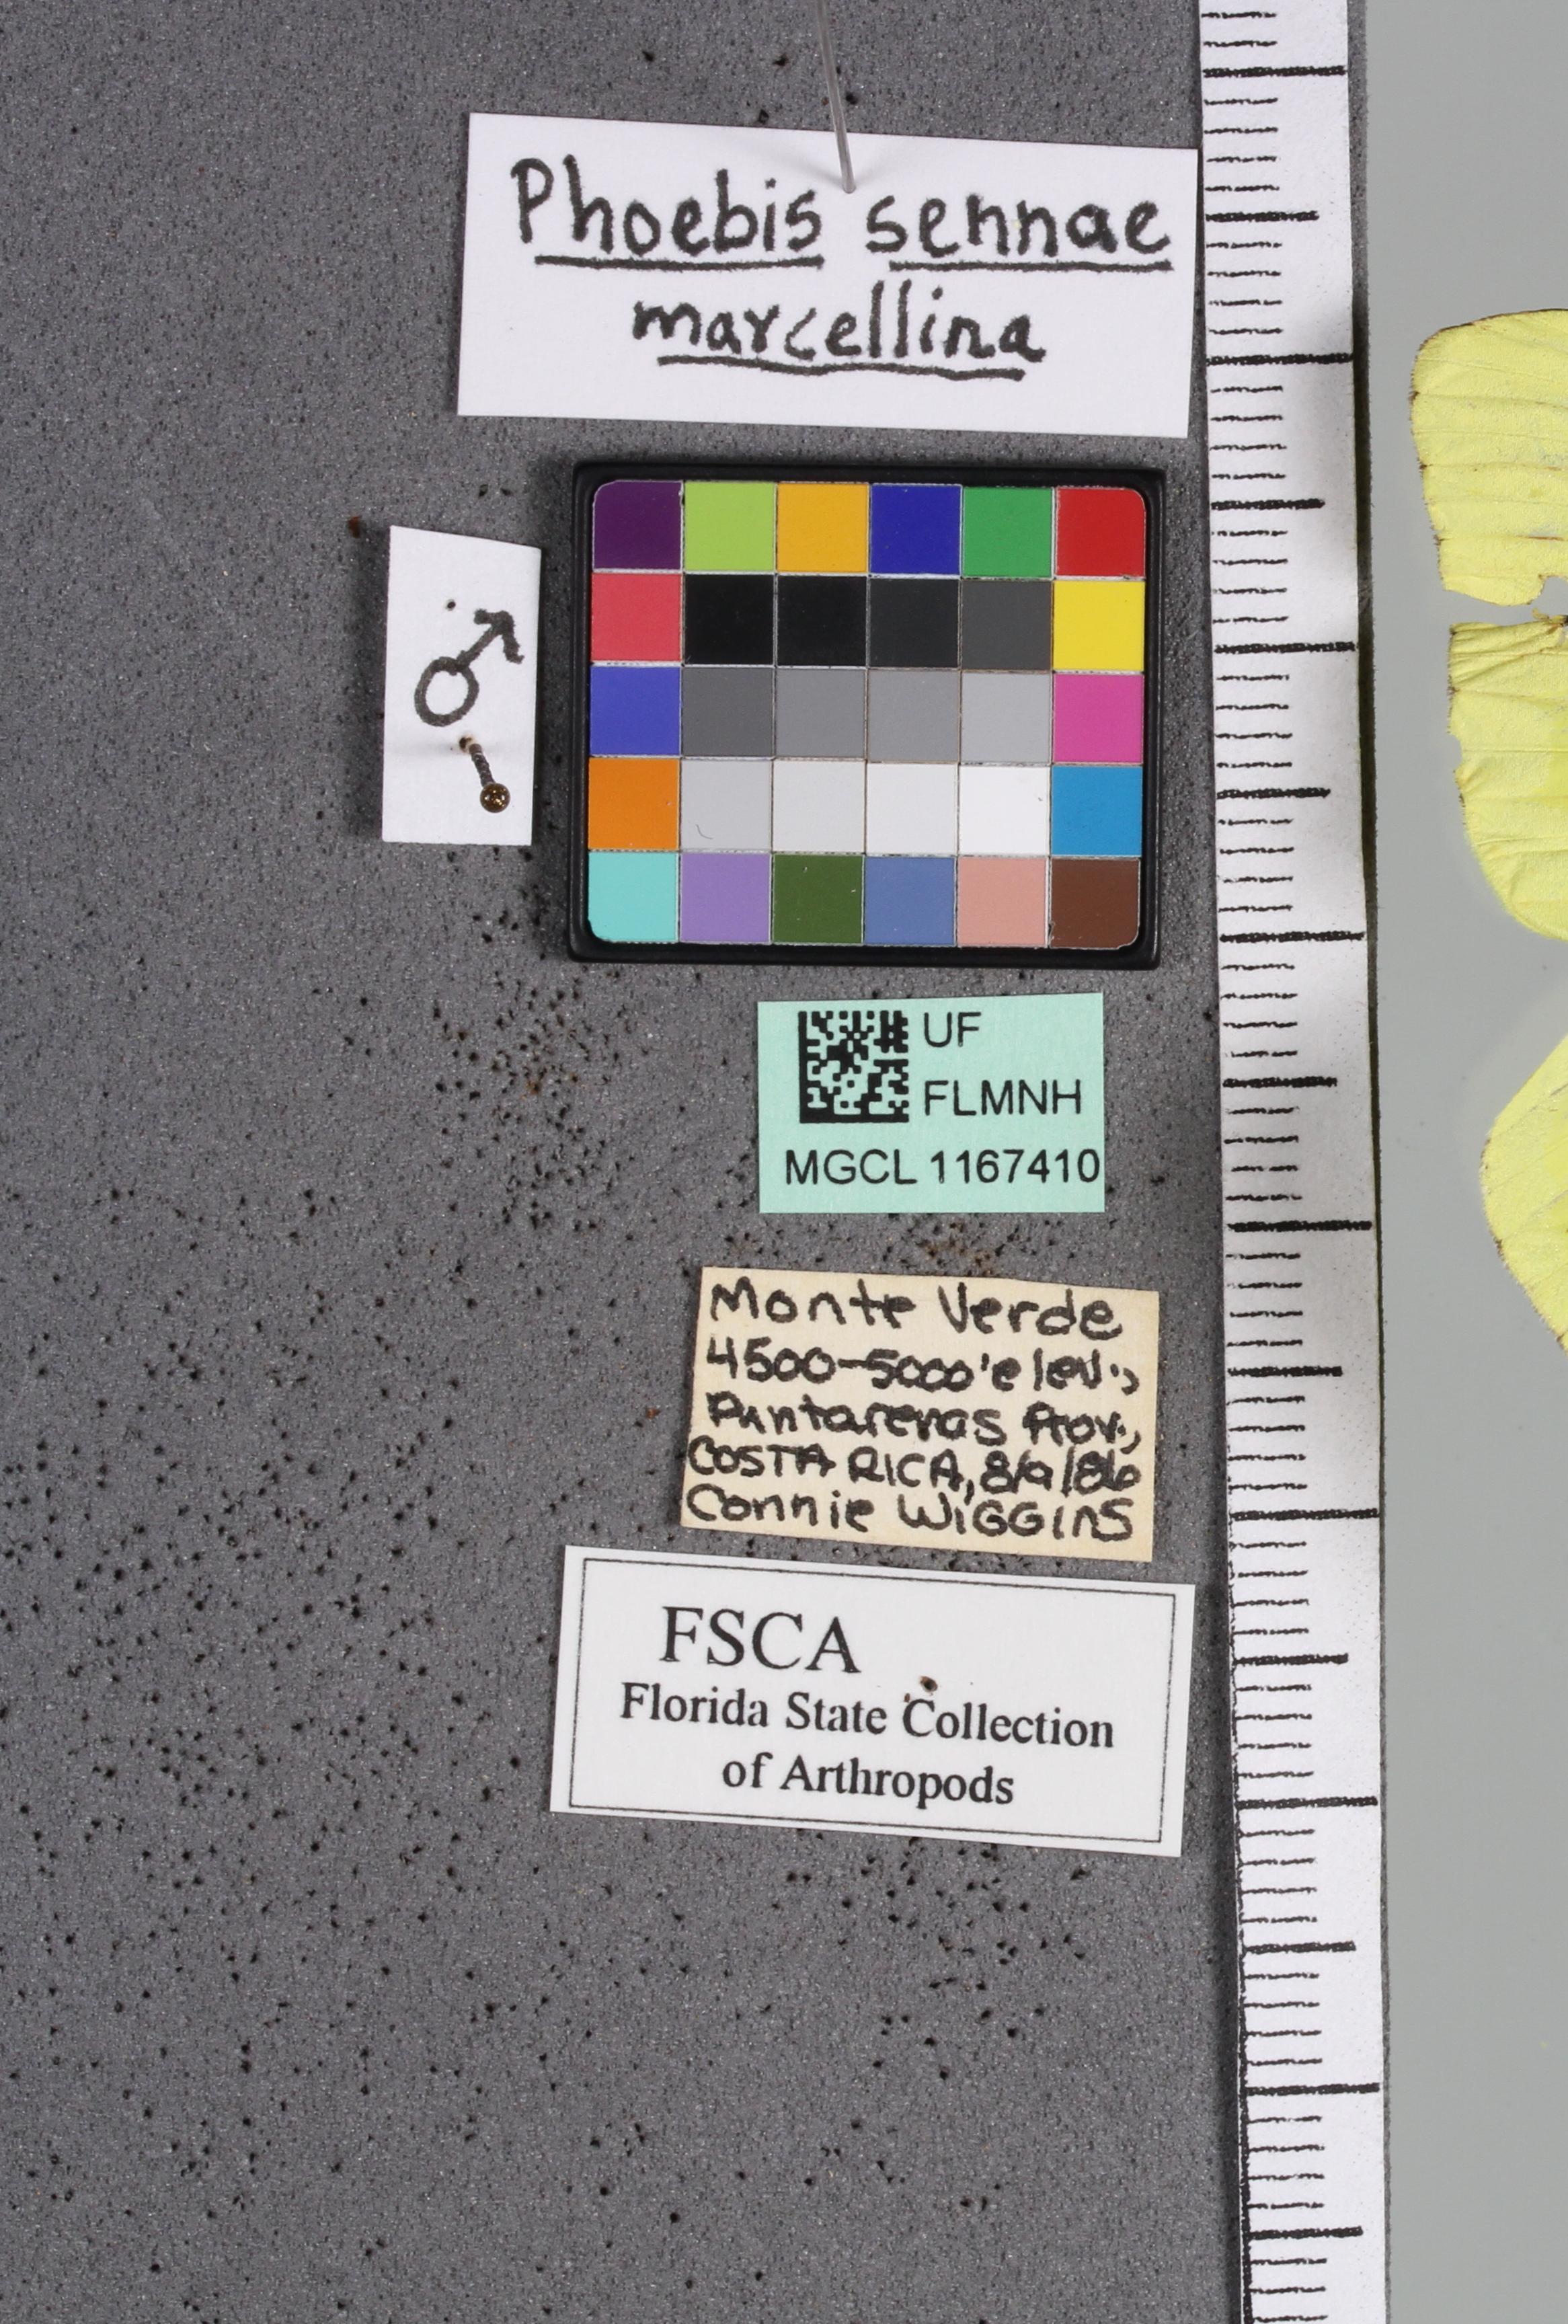 Phoebis sennae
marcellina
♂
UF
FLMNH
MGCL 1167410
Monte Verde
4500-5000' elev.,
Puntarenas Prov.,
COSTA RICA, 8/9/86
Connie WIGGINS
FSCA
Florida State Collection
of Arthropods